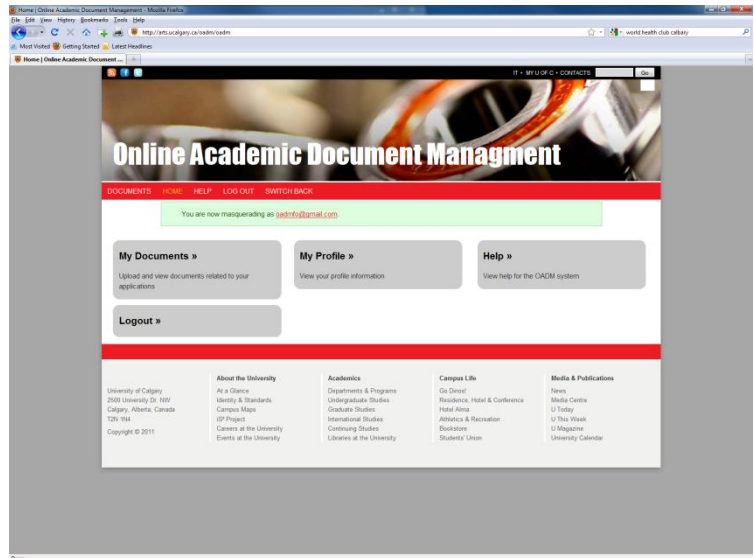 Home | Online Academic Document Management - Mozilla Firefox
File Edit View History Bookmarks Tools Help
http://arts.ucalgary.ca/oadm/oadm
world health club calbary
Most Visited Getting Started Latest Headlines
Home | Online Academic Document ...
IT • MY U OF C • CONTACTS Go
Online Academic Document Managment
DOCUMENTS HOME HELP LOG OUT SWITCH BACK
You are now masquerading as oadmfo@gmail.com.
My Documents »
Upload and view documents related to your
applications
My Profile »
View your profile information
Help »
View help for the OADM system
Logout »
University of Calgary
2500 University Dr. NW
Calgary, Alberta, Canada
T2N 1N4
Copyright © 2011
About the University
At a Glance
Identity & Standards
Campus Maps
iS² Project
Careers at the University
Events at the University
Academics
Departments & Programs
Undergraduate Studies
Graduate Studies
International Studies
Continuing Studies
Libraries at the University
Campus Life
Go Dinos!
Residence, Hotel & Conference
Hotel Alma
Athletics & Recreation
Bookstore
Students' Union
Media & Publications
News
Media Centre
U Today
U This Week
U Magazine
University Calendar